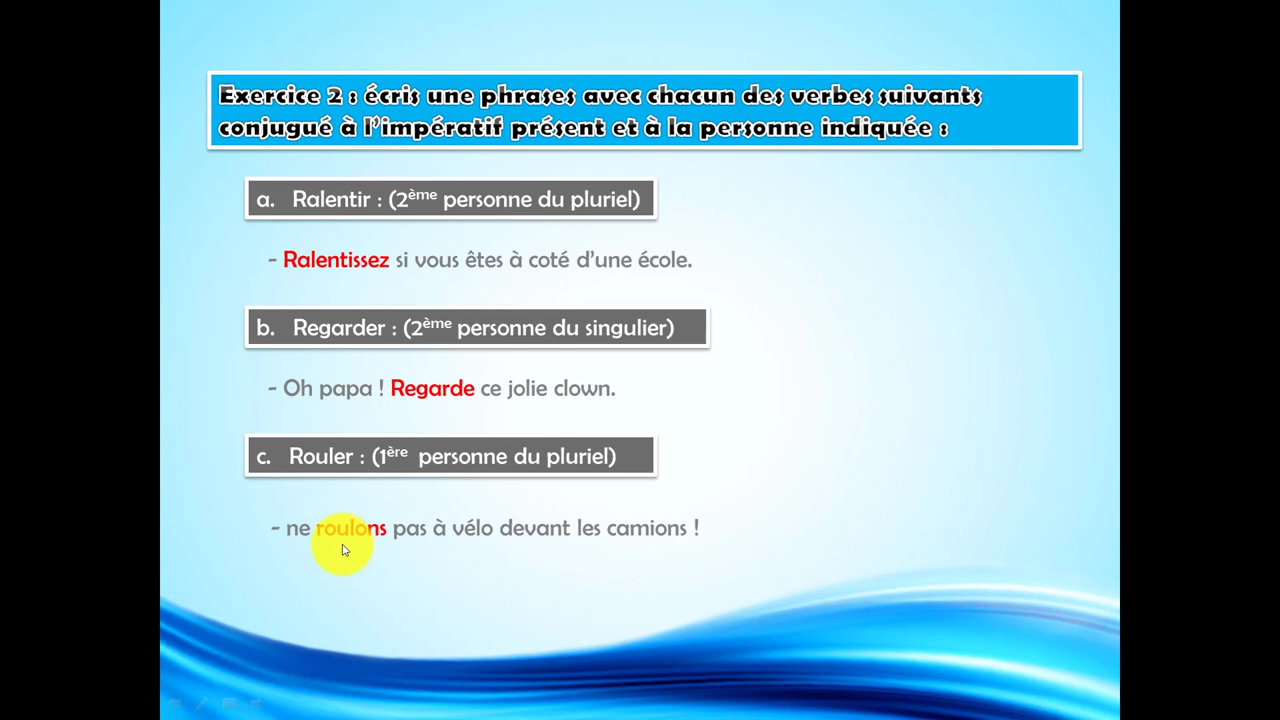 Exercice 2 : écris une phrases avec chacun des verbes suivants
conjugué à l'impératif présent et à la personne indiquée :
a. Ralentir : (2ème personne du pluriel)
- Ralentissez si vous êtes à coté d'une école.
b. Regarder : (2ème personne du singulier)
- Oh papa ! Regarde ce jolie clown.
c. Rouler : (1ère personne du pluriel)
- ne roulons pas à vélo devant les camions !